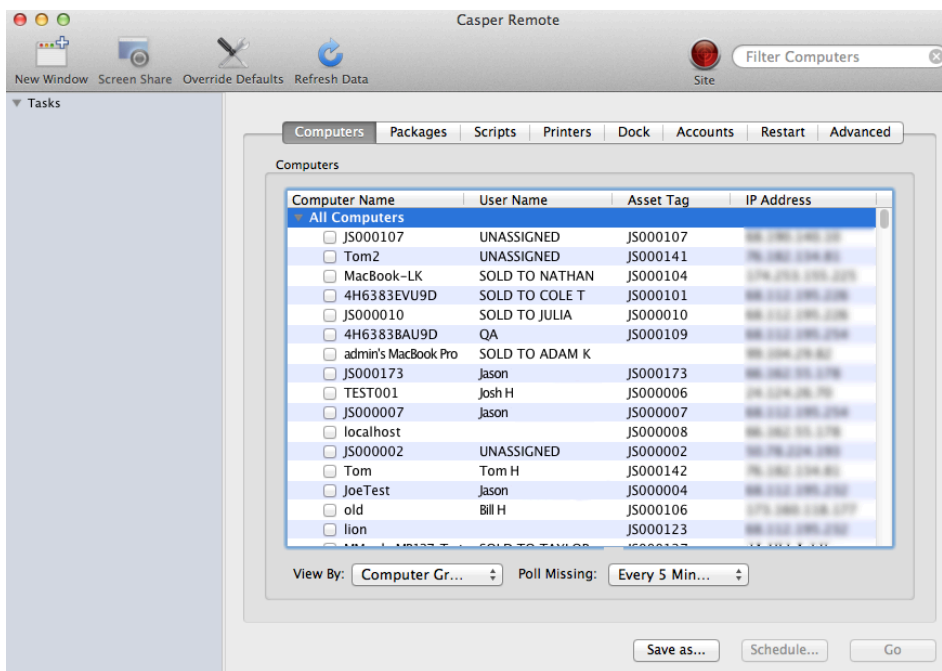 Casper Remote
New Window Screen Share Override Defaults Refresh Data Site Filter Computers
Tasks
Computers Packages Scripts Printers Dock Accounts Restart Advanced
Computers
Computer Name User Name Asset Tag IP Address
All Computers
JS000107 UNASSIGNED JS000107
Tom2 UNASSIGNED JS000141
MacBook-LK SOLD TO NATHAN JS000104
4H6383EVU9D SOLD TO COLE T JS000101
JS000010 SOLD TO JULIA JS000010
4H6383BAU9D QA JS000109
admin's MacBook Pro SOLD TO ADAM K
JS000173 Jason JS000173
TEST001 Josh H JS000006
JS000007 Jason JS000007
localhost JS000008
JS000002 UNASSIGNED JS000002
Tom Tom H JS000142
JoeTest Jason JS000004
old Bill H JS000106
lion JS000123
View By: Computer Gr... Poll Missing: Every 5 Min...
Save as... Schedule... Go